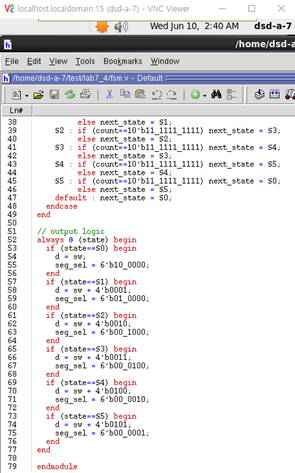 localhost.localdomain:15 (dsd-a-7) - VNC Viewer
Wed Jun 10, 2:40 AM dsd-a-7
/home/dsd-a
File Edit View Tools Bookmarks Window
/home/dsd-a-7/test/lab7_4/fsm.v - Default
Ln#
38 else next_state = S1;
39 S2 : if (count==10'b11_1111_1111) next_state = S3;
40 else next_state = S2;
41 S3 : if (count==10'b11_1111_1111) next_state = S4;
42 else next_state = S3;
43 S4 : if (count==10'b11_1111_1111) next_state = S5;
44 else next_state = S4;
45 S5 : if (count==10'b11_1111_1111) next_state = S0;
46 else next_state = S5;
47 default : next_state = S0;
48 endcase
49 end
50
51 // output logic
52 always @ (state) begin
53 if (state==S0) begin
54 d = sw;
55 seg_sel = 6'b10_0000;
56 end
57 if (state==S1) begin
58 d = sw + 4'b0001;
59 seg_sel = 6'b01_0000;
60 end
61 if (state==S2) begin
62 d = sw + 4'b0010;
63 seg_sel = 6'b00_1000;
64 end
65 if (state==S3) begin
66 d = sw + 4'b0011;
67 seg_sel = 6'b00_0100;
68 end
69 if (state==S4) begin
70 d = sw + 4'b0100;
71 seg_sel = 6'b00_0010;
72 end
73 if (state==S5) begin
74 d = sw + 4'b0101;
75 seg_sel = 6'b00_0001;
76 end
77 end
78
79 endmodule